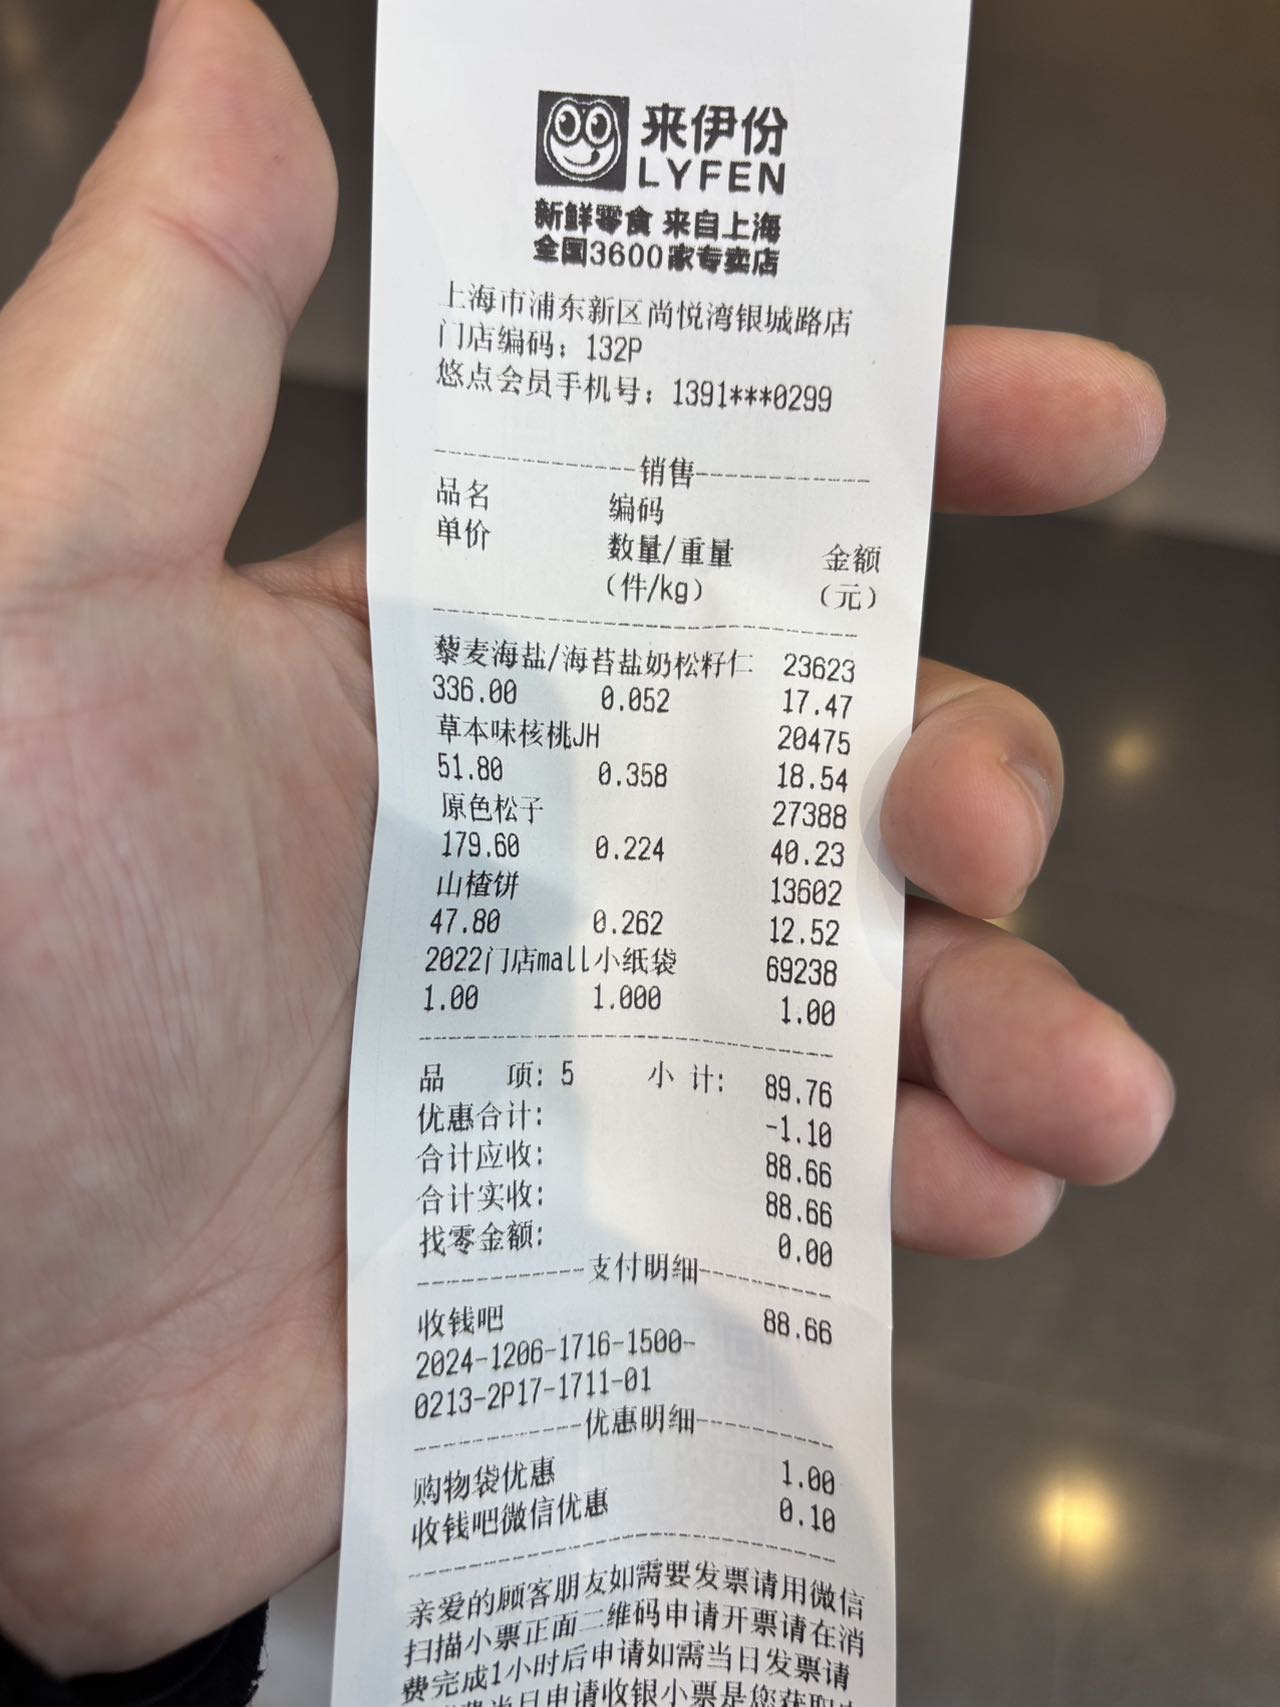 来伊份
LYFEN
新鲜零食 来自上海
全国3600家专卖店
上海市浦东新区尚悦湾银城路店
门店编码：132P
悠点会员手机号：1391***0299
销售
品名 编码
单价 数量/重量 金额
（件/kg） （元）
藜麦海盐/海苔盐奶松籽仁 23623
336.00 0.052 17.47
草本味核桃JH 20475
51.80 0.358 18.54
原色松子 27388
179.60 0.224 40.23
山楂饼 13602
47.80 0.262 12.52
2022门店mall小纸袋 69238
1.00 1.000 1.00
品 项: 5 小 计: 89.76
优惠合计: -1.10
合计应收: 88.66
合计实收: 88.66
找零金额: 0.00
支付明细
收钱吧 88.66
2024-1206-1716-1500-
0213-2P17-1711-01
优惠明细
购物袋优惠 1.00
收钱吧微信优惠 0.10
亲爱的顾客朋友如需要发票请用微信
扫描小票正面二维码申请开票请在消
费完成1小时后申请如需当日发票请
当日申请收银小票是您获取